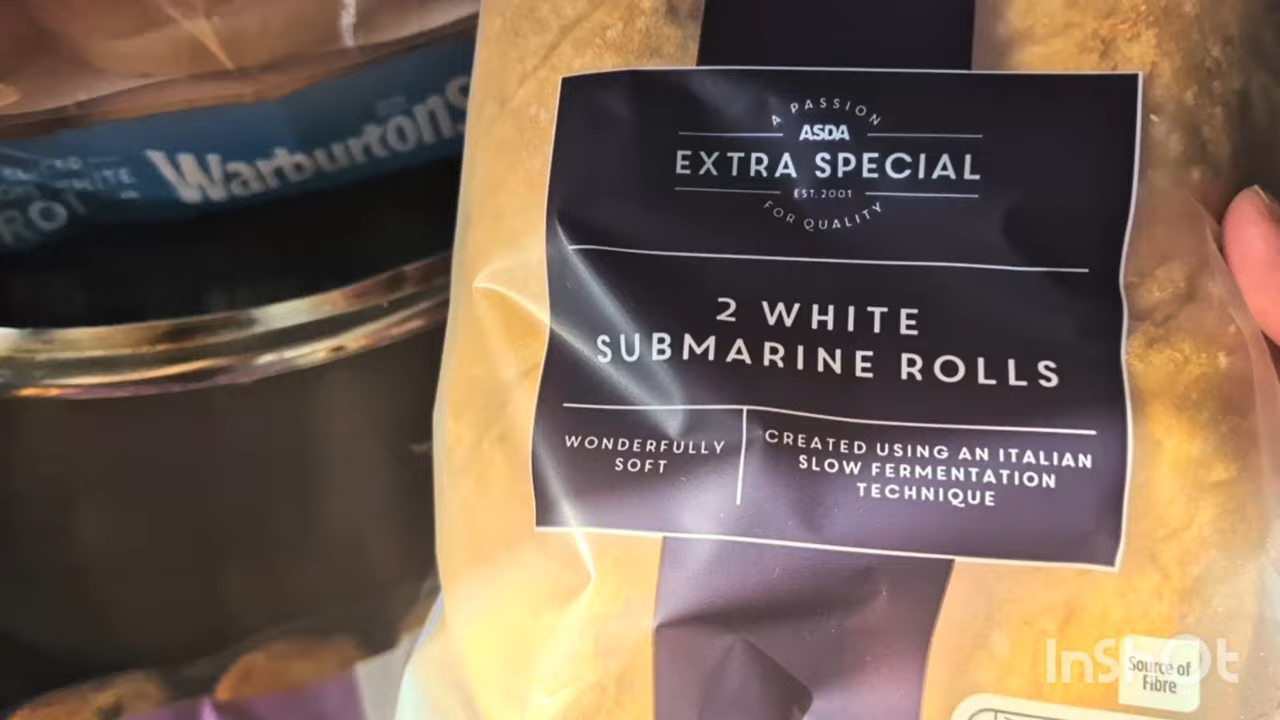 Warburtons
A PASSION
ASDA
EXTRA SPECIAL
EST. 2001
FOR QUALITY
2 WHITE
SUBMARINE ROLLS
WONDERFULLY
SOFT
CREATED USING AN ITALIAN
SLOW FERMENTATION
TECHNIQUE
InShOt
Source of
Fibre